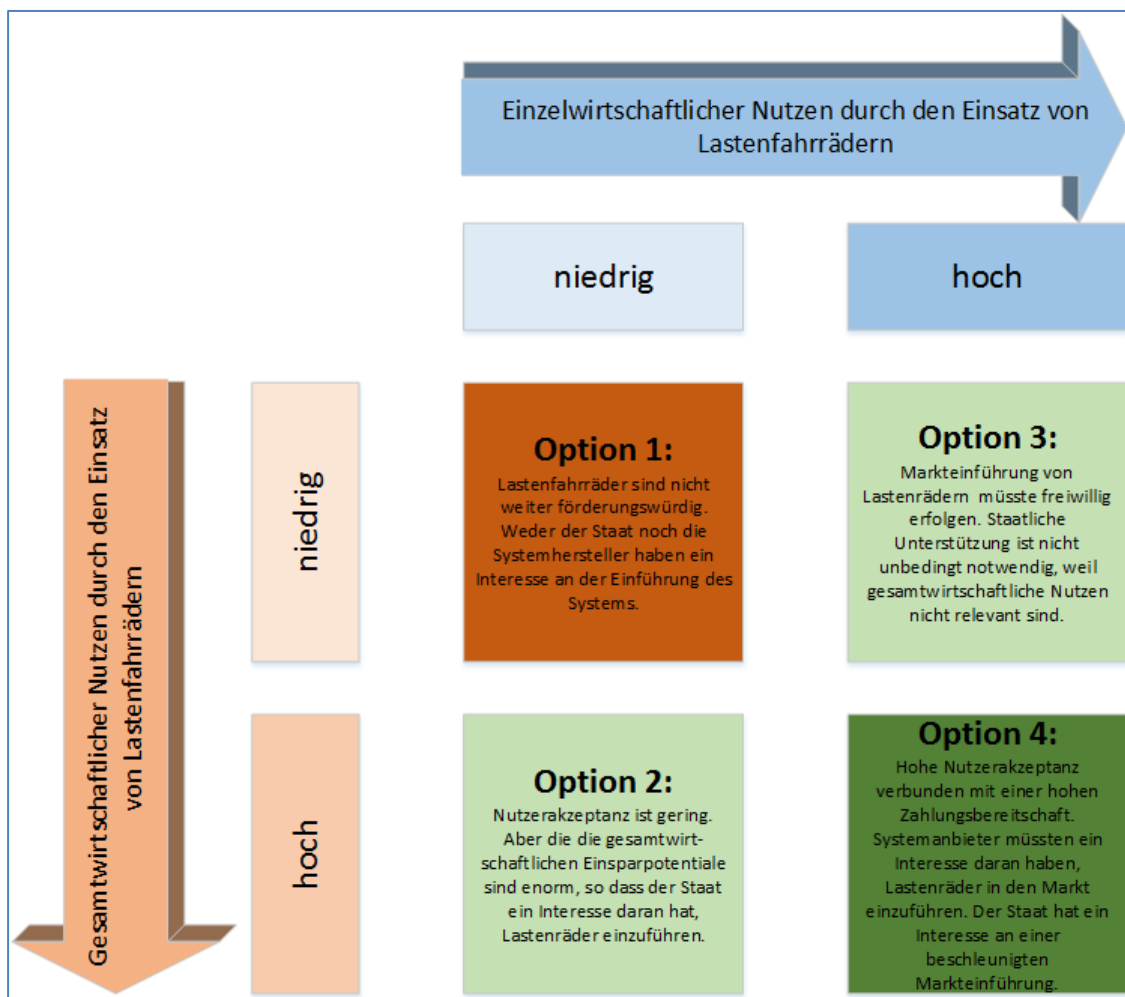 Einzelwirtschaftlicher Nutzen durch den Einsatz von
Lastenfahrrädern
niedrig
hoch
Gesamtwirtschaftlicher Nutzen durch den Einsatz
von Lastenfahrrädern
niedrig
Option 1:
Lastenfahrräder sind nicht
weiter förderungswürdig.
Weder der Staat noch die
Systemhersteller haben ein
Interesse an der Einführung des
Systems.
Option 3:
Markteinführung von
Lastenrädern müsste freiwillig
erfolgen. Staatliche
Unterstützung ist nicht
unbedingt notwendig, weil
gesamtwirtschaftliche Nutzen
nicht relevant sind.
hoch
Option 2:
Nutzerakzeptanz ist gering.
Aber die die gesamtwirt-
schaftlichen Einsparpotentiale
sind enorm, so dass der Staat
ein Interesse daran hat,
Lastenräder einzuführen.
Option 4:
Hohe Nutzerakzeptanz
verbunden mit einer hohen
Zahlungsbereitschaft.
Systemanbieter müssten ein
Interesse daran haben,
Lastenräder in den Markt
einzuführen. Der Staat hat ein
Interesse an einer
beschleunigten
Markteinführung.